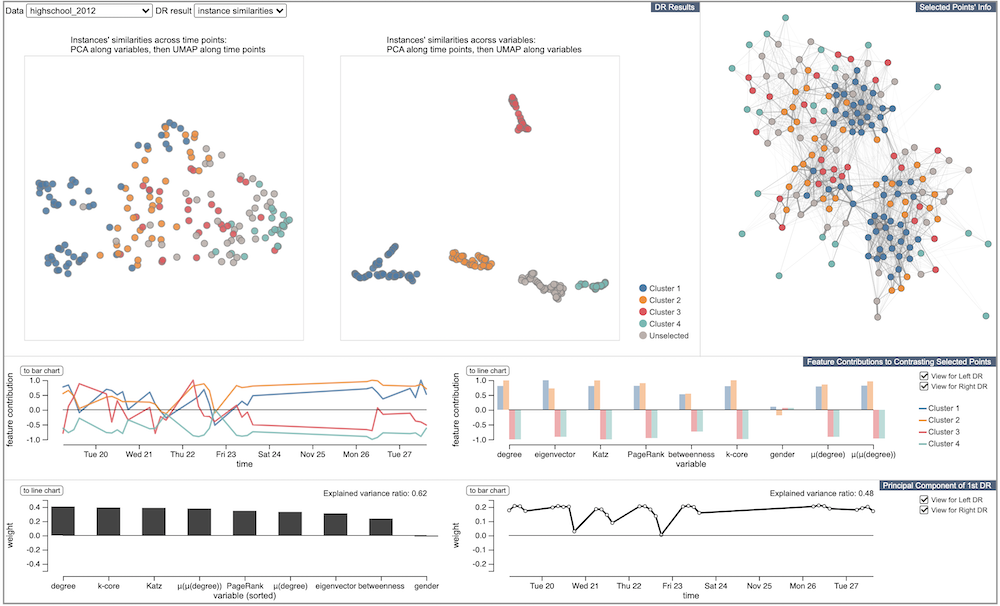 Data highschool_2012 DR result instance similarities
DR Results
Selected Points' Info
Instances' similarities across time points:
PCA along variables, then UMAP along time points
Instances' similarities acorss variables:
PCA along time points, then UMAP along variables
Cluster 1
Cluster 2
Cluster 3
Cluster 4
Unselected
Feature Contributions to Contrasting Selected Points
to bar chart
feature contribution
1.0
0.5
0.0
-0.5
-1.0
Tue 20 Wed 21 Thu 22 Fri 23 Sat 24 Nov 25 Mon 26 Tue 27
time
to line chart
feature contribution
1.0
0.5
0.0
-0.5
-1.0
degree eigenvector Katz PageRank betweenness k-core gender μ(degree) μ(μ(degree))
variable
View for Left DR
View for Right DR
Cluster 1
Cluster 2
Cluster 3
Cluster 4
Principal Component of 1st DR
to line chart
Explained variance ratio: 0.62
weight
0.4
0.2
0.0
-0.2
-0.4
degree k-core Katz μ(μ(degree)) PageRank μ(degree) eigenvector betweenness gender
variable (sorted)
to bar chart
Explained variance ratio: 0.48
weight
0.2
0.1
0.0
-0.1
-0.2
Tue 20 Wed 21 Thu 22 Fri 23 Sat 24 Nov 25 Mon 26 Tue 27
time
View for Left DR
View for Right DR